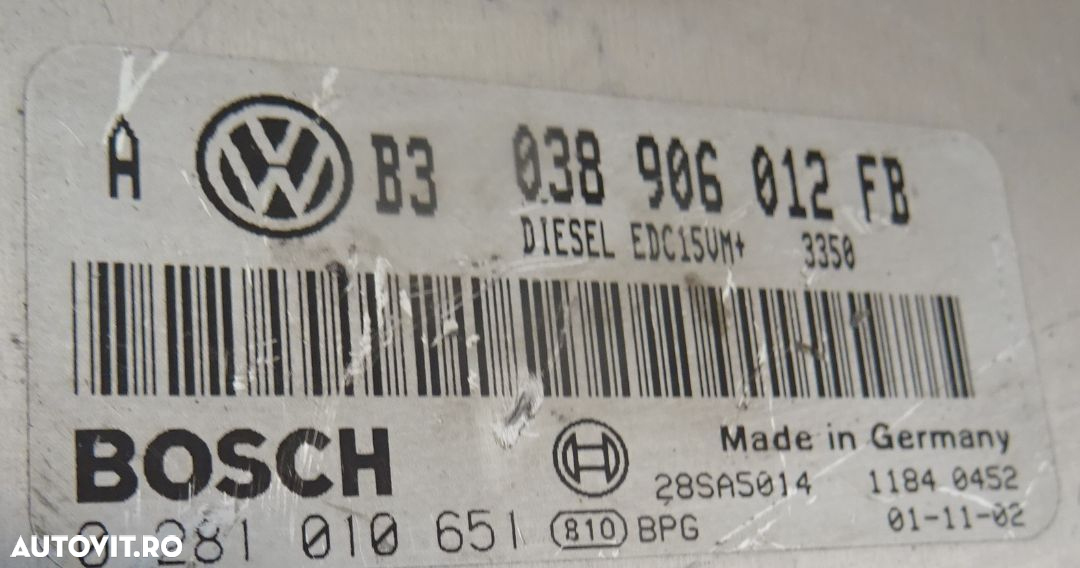 A VW B3 038 906 012 FB
DIESEL EDC15VM+ 3350
BOSCH
Made in Germany
28SA5014 1184 0452
0 281 010 651 810 BPG 01-11-02
AUTOVIT.RO